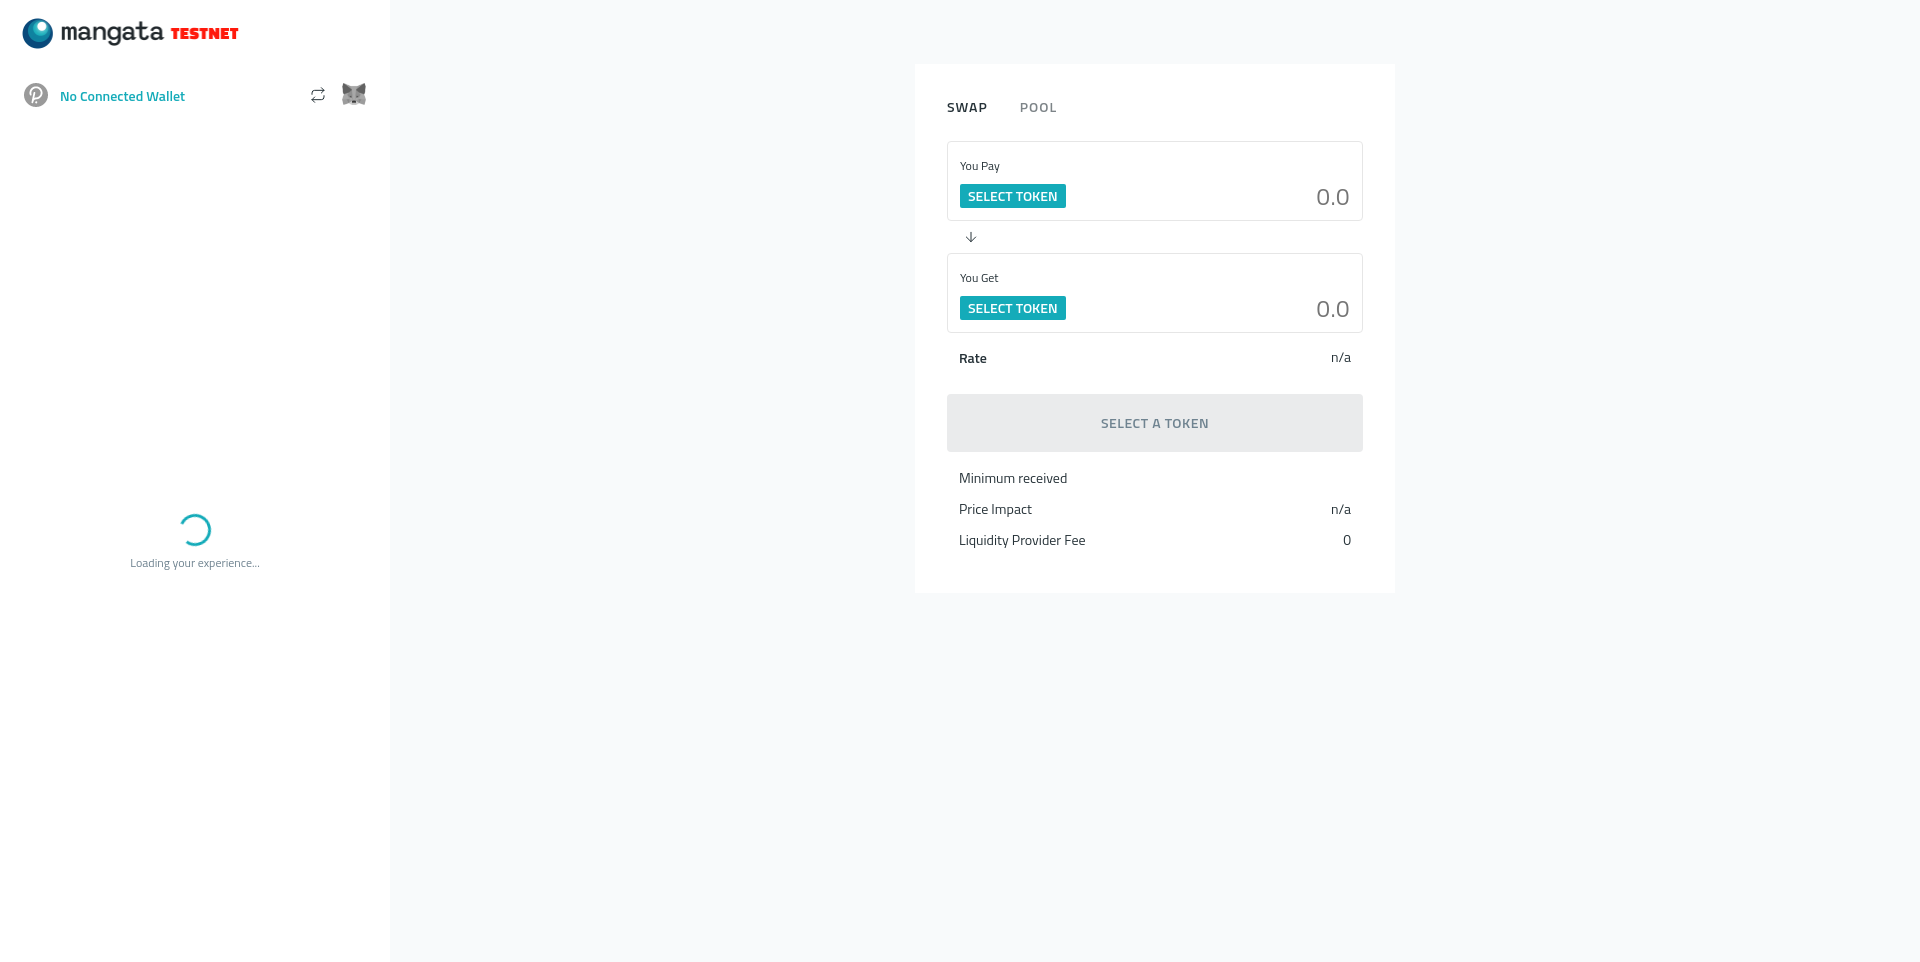 mangata TESTNET
No Connected Wallet
Loading your experience...
SWAP POOL
You Pay
SELECT TOKEN 0.0
You Get
SELECT TOKEN 0.0
Rate n/a
SELECT A TOKEN
Minimum received
Price Impact n/a
Liquidity Provider Fee 0